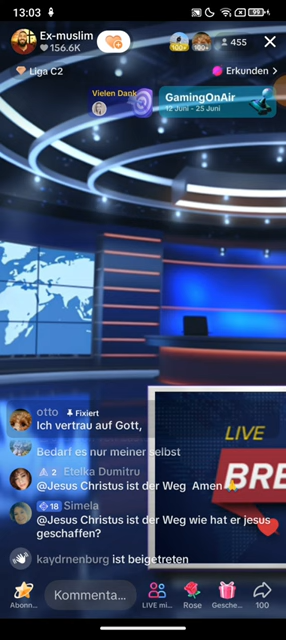 13:03
99
Ex-muslim
156.6K
100+
100+
455
Liga C2
Erkunden
Vielen Dank
GamingOnAir
12 Juni - 25 Juni
otto Fixiert
Ich vertrau auf Gott,
Bedarf es nur meiner selbst
2 Etelka Dumitru
@Jesus Christus ist der Weg Amen
18 Simela
@Jesus Christus ist der Weg wie hat er jesus
geschaffen?
kaydrnenburg ist beigetreten
LIVE
BRE
Abonn...
Kommenta...
LIVE mi...
Rose
Gesche...
100